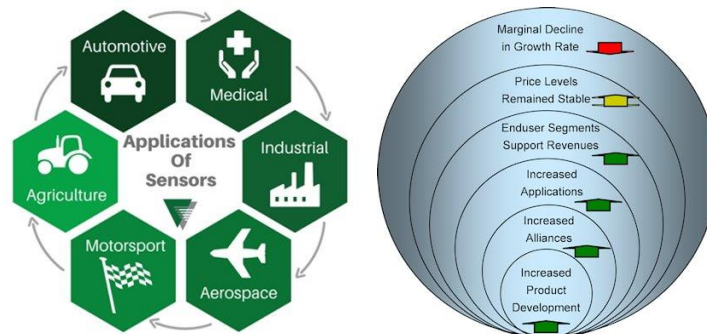 Automotive
Medical
Applications
Of
Sensors
Industrial
Agriculture
Motorsport
Aerospace
Marginal Decline
in Growth Rate
Price Levels
Remained Stable
Enduser Segments
Support Revenues
Increased
Applications
Increased
Alliances
Increased
Product
Development